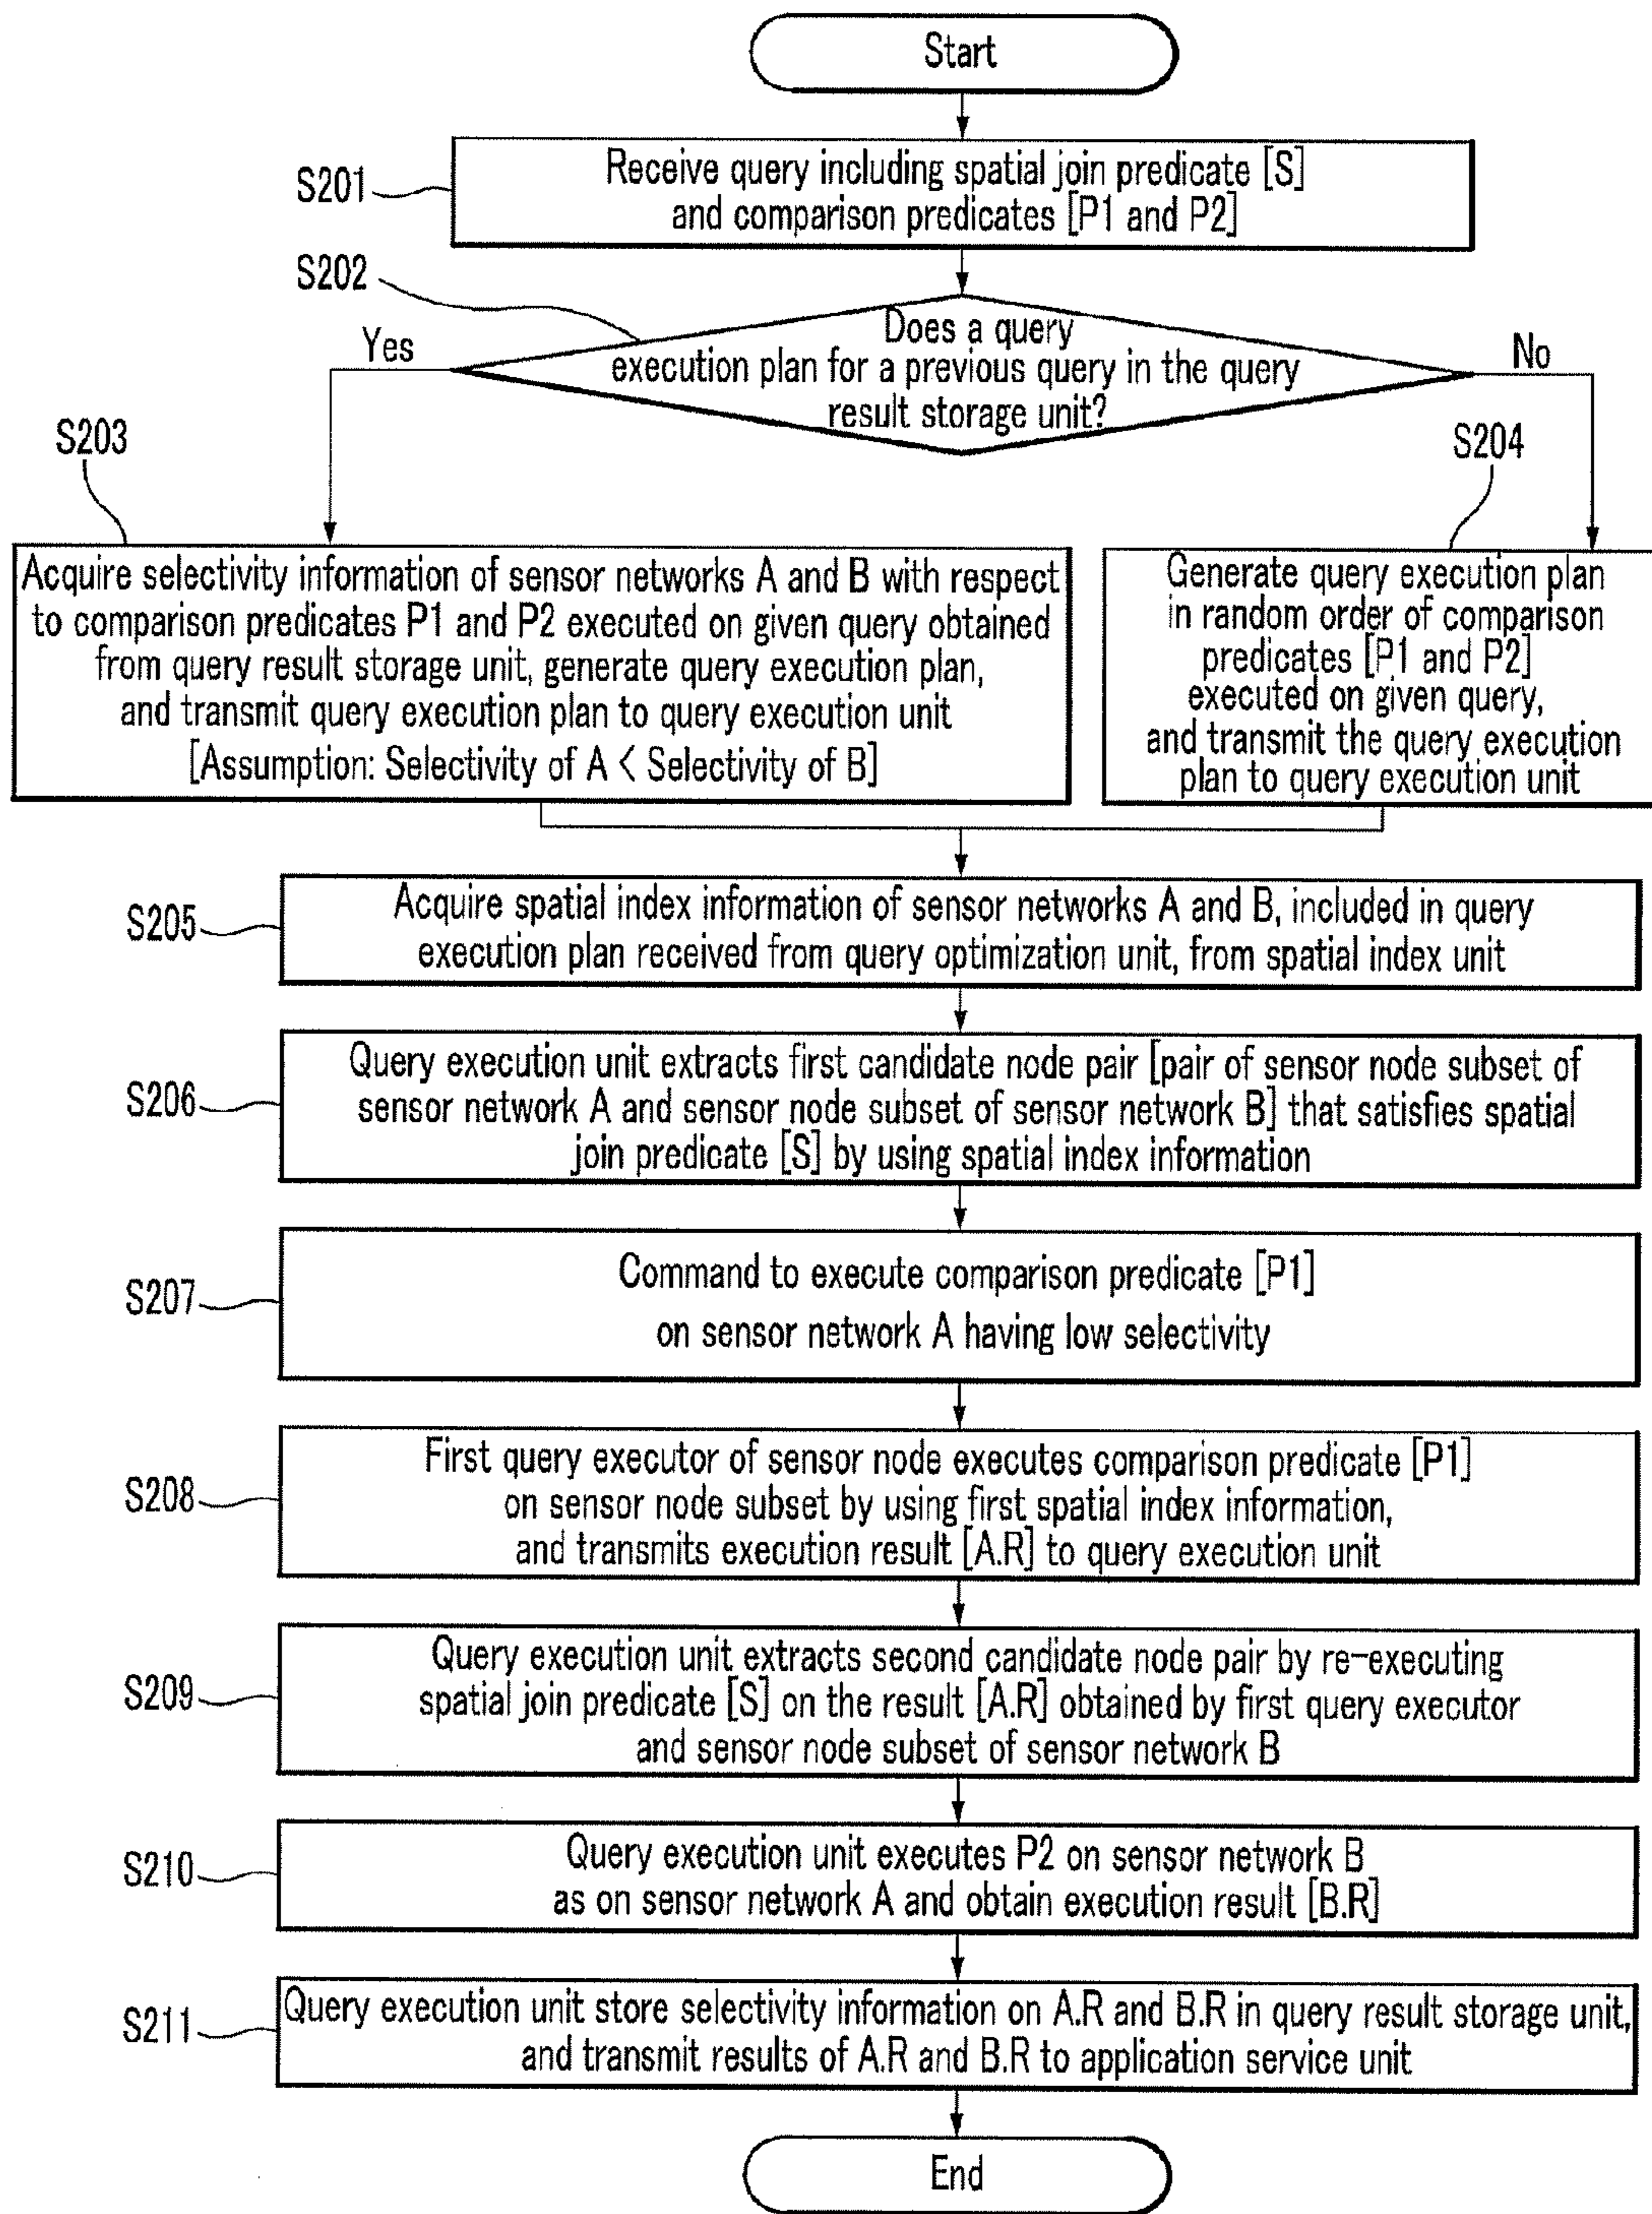 Start
S201
Receive query including spatial join predicate [S]
and comparison predicates [P1 and P2]
S202
Does a query
execution plan for a previous query in the query
result storage unit?
Yes
No
S203
Acquire selectivity information of sensor networks A and B with respect
to comparison predicates P1 and P2 executed on given query obtained
from query result storage unit, generate query execution plan,
and transmit query execution plan to query execution unit
[Assumption: Selectivity of A < Selectivity of B]
S204
Generate query execution plan
in random order of comparison
predicates [P1 and P2]
executed on given query,
and transmit the query execution
plan to query execution unit
S205
Acquire spatial index information of sensor networks A and B, included in query
execution plan received from query optimization unit, from spatial index unit
S206
Query execution unit extracts first candidate node pair [pair of sensor node subset of
sensor network A and sensor node subset of sensor network B] that satisfies spatial
join predicate [S] by using spatial index information
S207
Command to execute comparison predicate [P1]
on sensor network A having low selectivity
S208
First query executor of sensor node executes comparison predicate [P1]
on sensor node subset by using first spatial index information,
and transmits execution result [A.R] to query execution unit
S209
Query execution unit extracts second candidate node pair by re-executing
spatial join predicate [S] on the result [A.R] obtained by first query executor
and sensor node subset of sensor network B
S210
Query execution unit executes P2 on sensor network B
as on sensor network A and obtain execution result [B.R]
S211
Query execution unit store selectivity information on A.R and B.R in query result storage unit,
and transmit results of A.R and B.R to application service unit
End